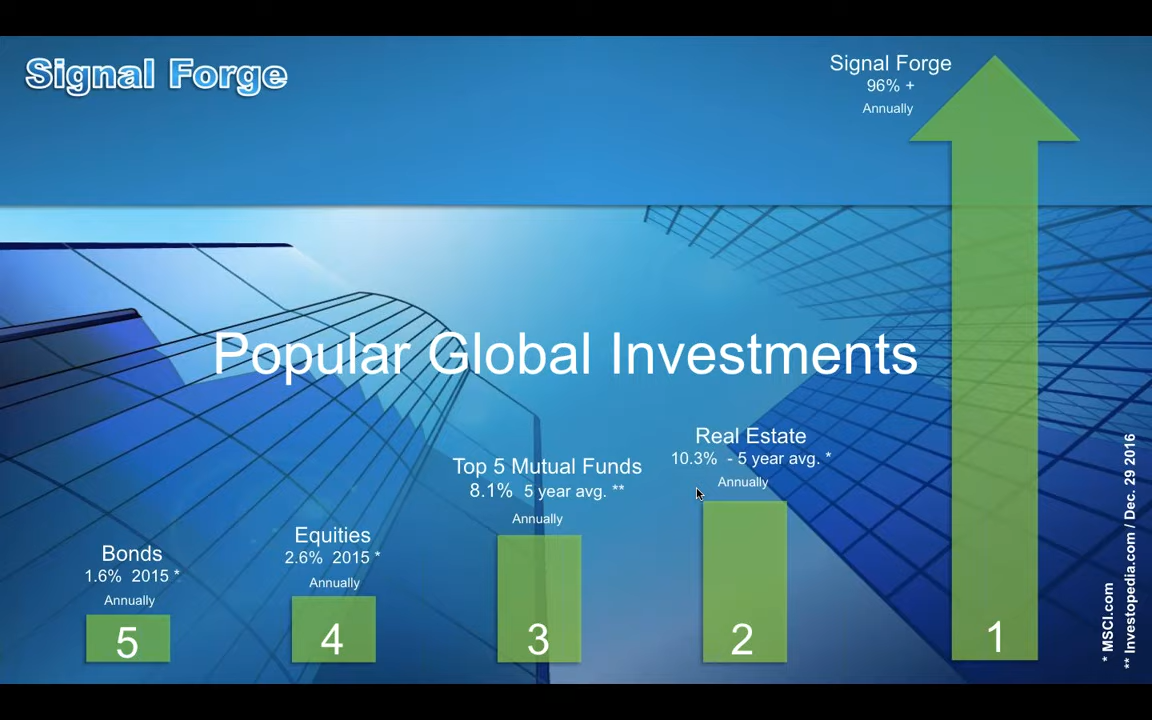 Signal Forge
Signal Forge
96% +
Annually
Popular Global Investments
Real Estate
10.3% - 5 year avg. *
Annually
Top 5 Mutual Funds
8.1% 5 year avg. **
Annually
Equities
2.6% 2015 *
Annually
Bonds
1.6% 2015 *
Annually
5
4
3
2
1
* MSCI.com
** Investopedia.com / Dec. 29 2016